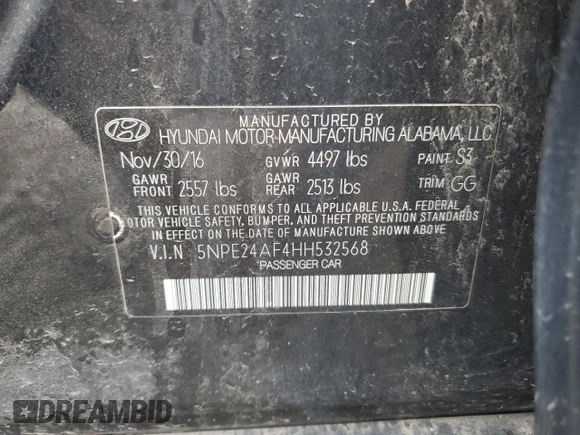 MANUFACTURED BY
HYUNDAI MOTOR-MANUFACTURING ALABAMA, LLC
Nov/30/16 GVWR 4497 lbs PAINT S3
GAWR FRONT 2557 lbs GAWR REAR 2513 lbs TRIM GG
THIS VEHICLE CONFORMS TO ALL APPLICABLE U.S.A. FEDERAL
MOTOR VEHICLE SAFETY, BUMPER, AND THEFT PREVENTION STANDARDS
IN EFFECT ON THE DATE OF MANUFACTURE SHOWN ABOVE.
V.I.N 5NPE24AF4HH532568
PASSENGER CAR
DREAMBID